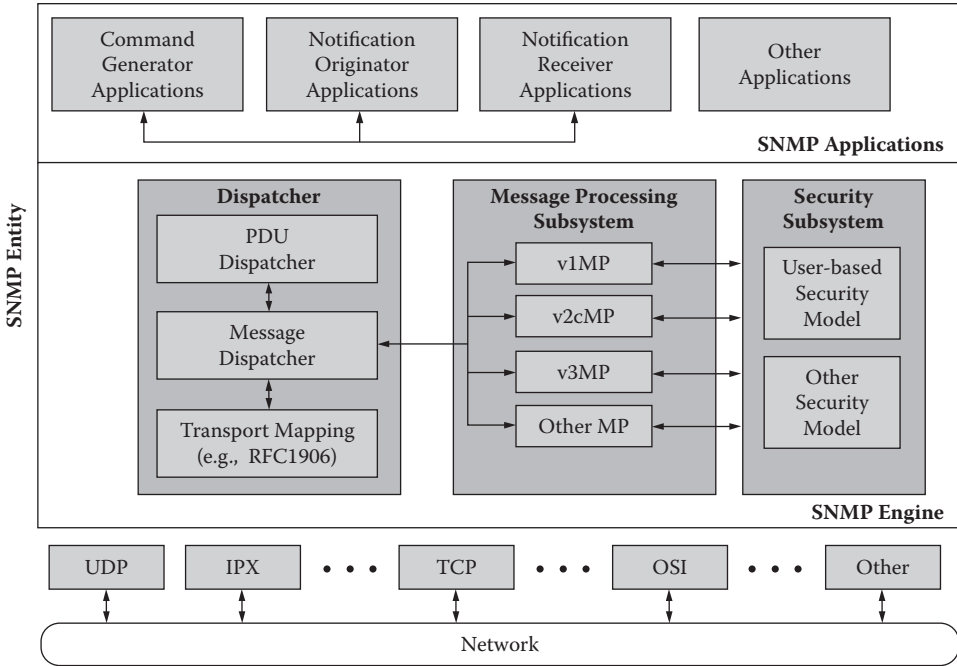 Command
Generator
Applications
Notification
Originator
Applications
Notification
Receiver
Applications
Other
Applications
SNMP Applications
SNMP Entity
Dispatcher
PDU
Dispatcher
Message
Dispatcher
Transport Mapping
(e.g., RFC1906)
Message Processing
Subsystem
v1MP
v2cMP
v3MP
Other MP
Security
Subsystem
User-based
Security
Model
Other
Security
Model
SNMP Engine
UDP
IPX
TCP
OSI
Other
Network